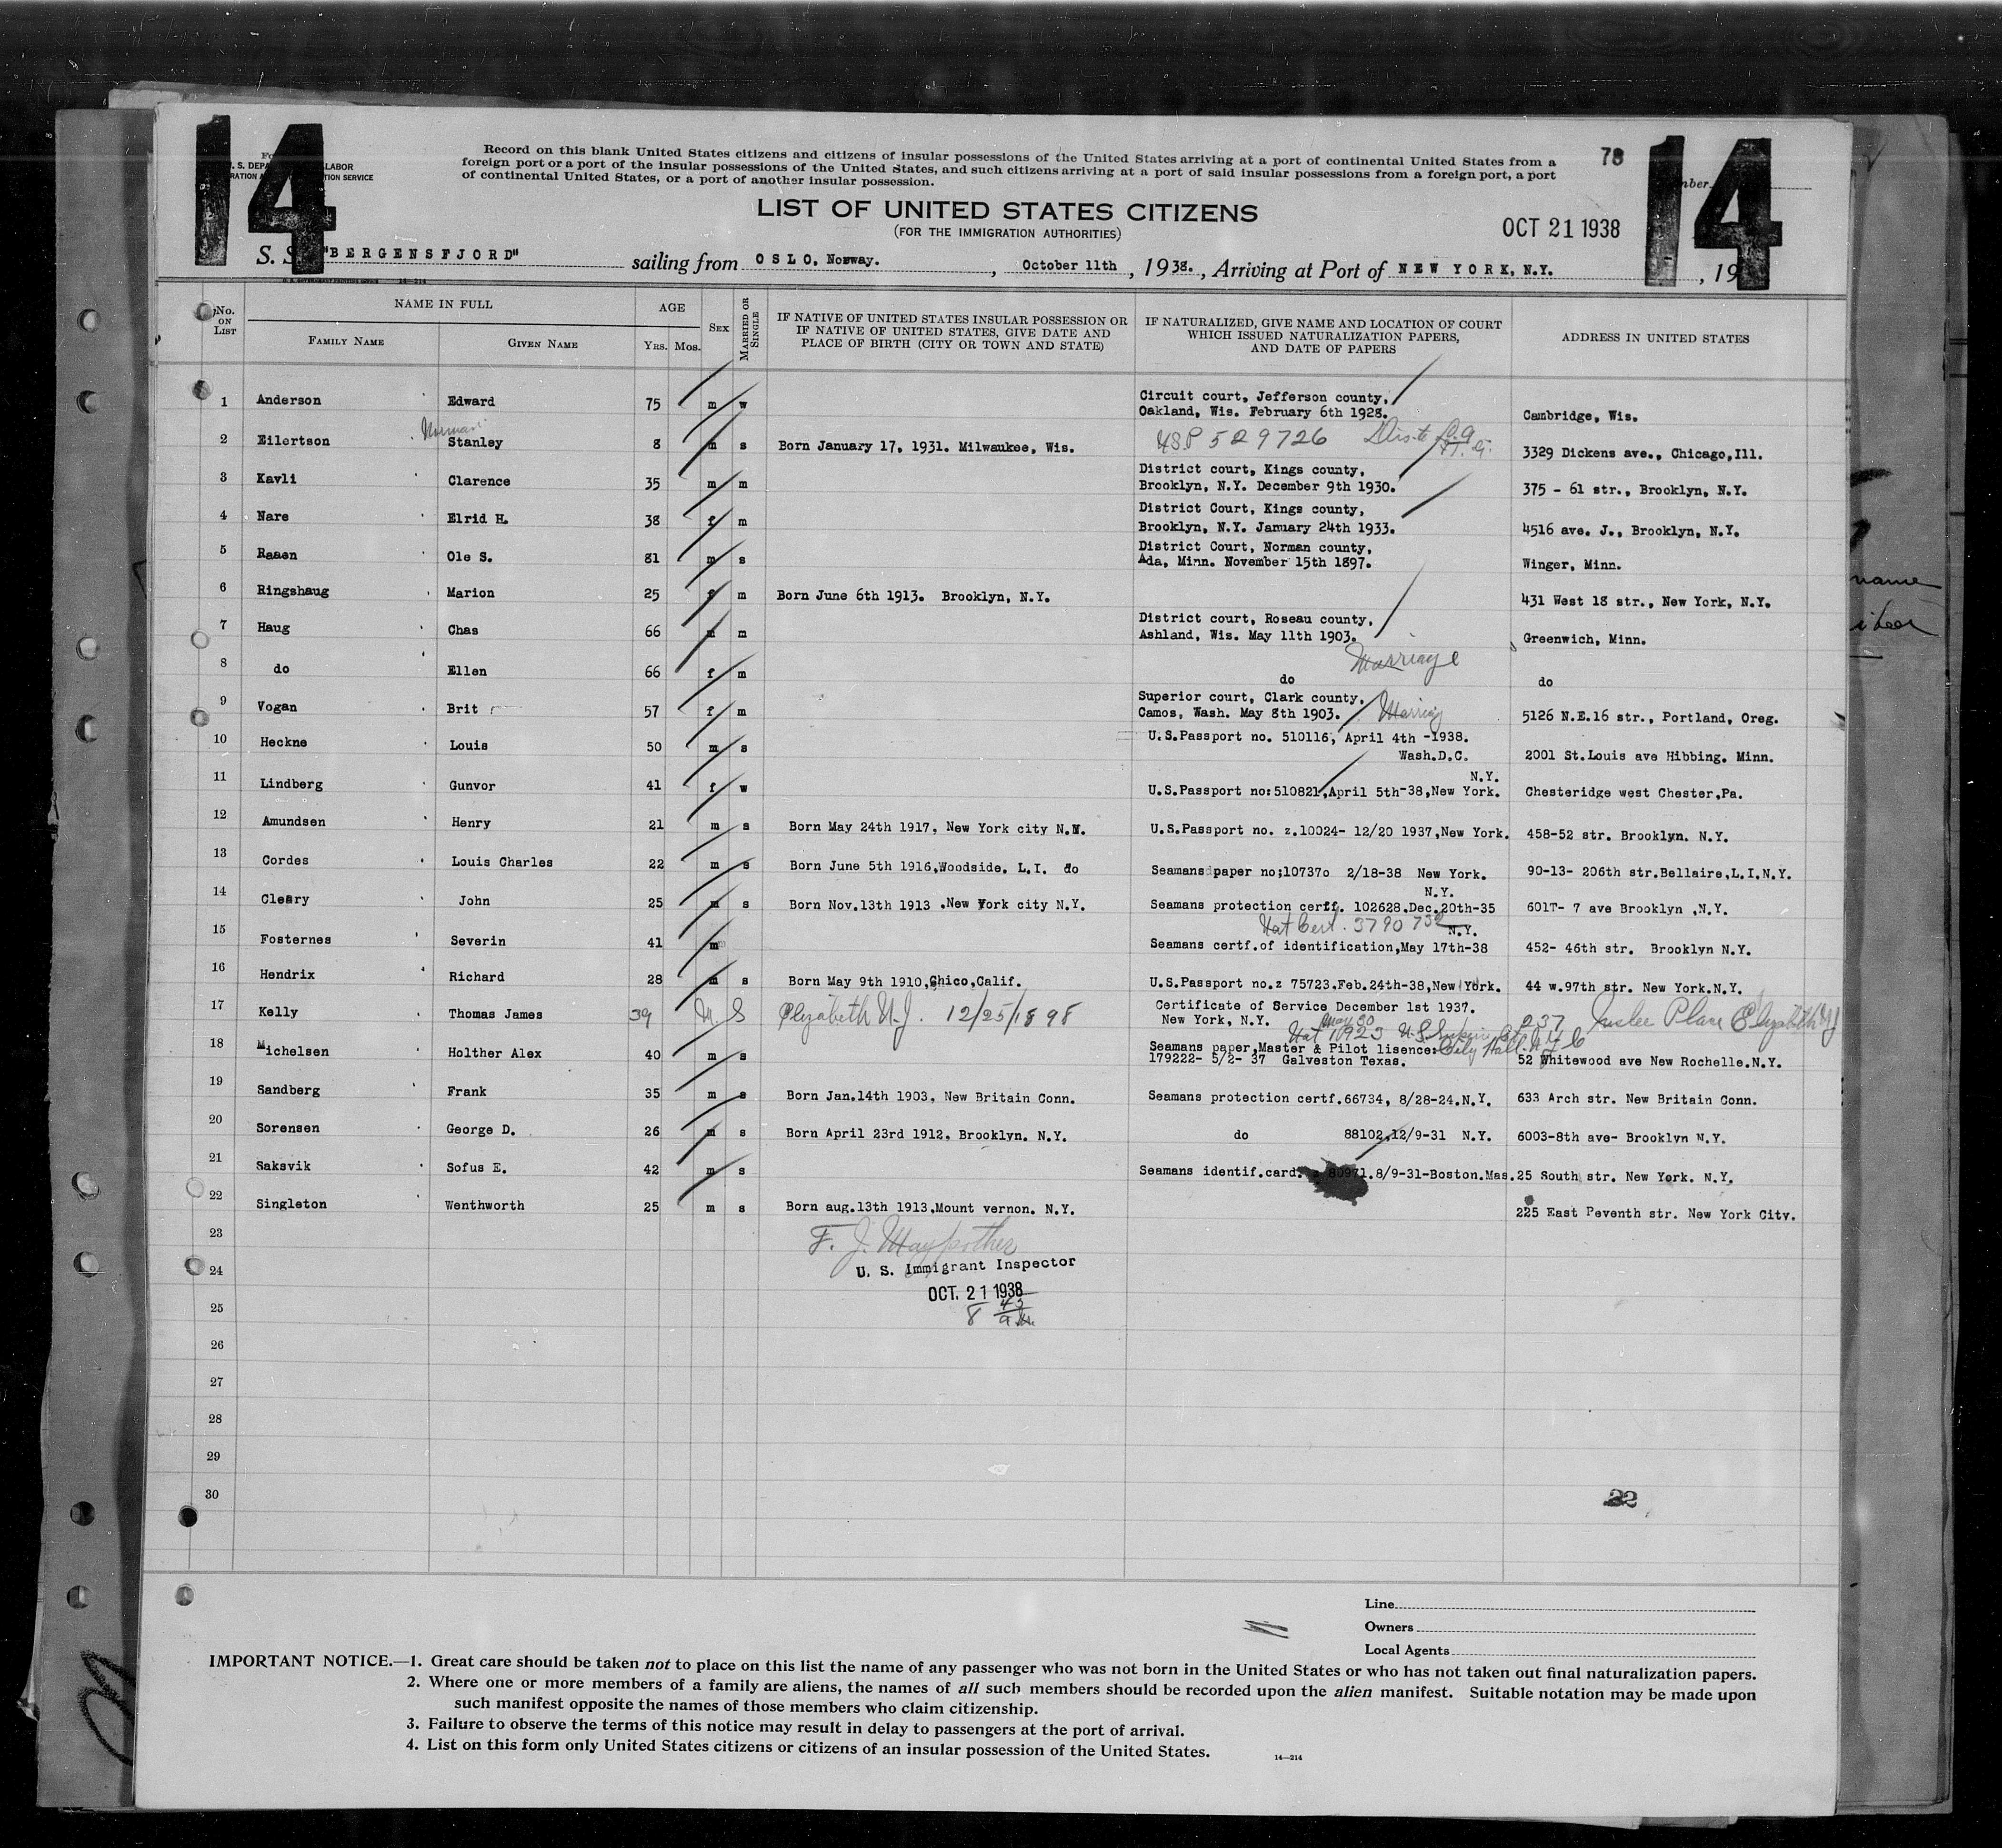 14
14
78
LABOR
TION SERVICE
Record on this blank United States citizens and citizens of insular possessions of the United States arriving at a port of continental United States from a
foreign port or a port of the insular possessions of the United States, and such citizens arriving at a port of said insular possessions from a foreign port, a port
of continental United States, or a port of another insular possession.
LIST OF UNITED STATES CITIZENS
(FOR THE IMMIGRATION AUTHORITIES)
OCT 21 1938
S. S. "BERGENSFJORD" sailing from OSLO, Norway. , October 11th , 1938. , Arriving at Port of NEW YORK, N.Y. , 19
No. ON LIST
NAME IN FULL
FAMILY NAME
GIVEN NAME
AGE
YRS. MOS.
SEX
MARRIED OR SINGLE
IF NATIVE OF UNITED STATES INSULAR POSSESSION OR
IF NATIVE OF UNITED STATES, GIVE DATE AND
PLACE OF BIRTH (CITY OR TOWN AND STATE)
IF NATURALIZED, GIVE NAME AND LOCATION OF COURT
WHICH ISSUED NATURALIZATION PAPERS,
AND DATE OF PAPERS
ADDRESS IN UNITED STATES
1 Anderson Edward 75 m w Circuit court, Jefferson county,
Oakland, Wis. February 6th 1928. Cambridge, Wis.
Norman
2 Eilertson Stanley 8 m s Born January 17, 1931. Milwaukee, Wis. USP 529726 3329 Dickens ave., Chicago,Ill.
3 Kavli Clarence 35 m m District court, Kings county,
Brooklyn, N.Y. December 9th 1930. 375 - 61 str., Brooklyn, N.Y.
4 Nare Elrid H. 38 f m District Court, Kings county,
Brooklyn, N.Y. January 24th 1933. 4516 ave. J., Brooklyn, N.Y.
5 Raaen Ole S. 81 m s District Court, Norman county,
Ada, Minn. November 15th 1897. Winger, Minn.
6 Ringshaug Marion 25 f m Born June 6th 1913. Brooklyn, N.Y. 431 West 18 str., New York, N.Y.
7 Haug Chas 66 m m District court, Roseau county,
Ashland, Wis. May 11th 1903. Greenwich, Minn.
Marriage
8 do Ellen 66 f m do do
9 Vogan Brit 57 f m Superior court, Clark county,
Camos, Wash. May 8th 1903. 5126 N.E.16 str., Portland, Oreg.
10 Heckne Louis 50 m s U.S.Passport no. 510116, April 4th -1938.
Wash.D.C. 2001 St.Louis ave Hibbing. Minn.
N.Y.
11 Lindberg Gunvor 41 f w U.S.Passport no:510821,April 5th-38,New York. Chesteridge west Chester,Pa.
12 Amundsen Henry 21 m s Born May 24th 1917, New York city N.Y. U.S.Passport no. z.10024- 12/20 1937,New York. 458-52 str. Brooklyn. N.Y.
13 Cordes Louis Charles 22 m s Born June 5th 1916,Woodside. L.I. do Seamans paper no;10737o 2/18-38 New York. 90-13- 206th str.Bellaire,L.I,N.Y.
N.Y.
14 Cleary John 25 m s Born Nov.13th 1913 .New York city N.Y. Seamans protection certf. 102628.Dec.20th-35 601T- 7 ave Brooklyn ,N.Y.
Nat Cert. 3790732 N.Y.
15 Fosternes Severin 41 m Seamans certf.of identification,May 17th-38 452- 46th str. Brooklyn N.Y.
16 Hendrix Richard 28 m s Born May 9th 1910,Chico,Calif. U.S.Passport no.z 75723.Feb.24th-38,New York. 44 w.97th str. New York.N.Y.
17 Kelly Thomas James 39 M S Elizabeth N.J. 12/25/1898 Certificate of Service December 1st 1937.
New York, N.Y. 237 Inslee Place Elizabeth NJ
May 30
Nat 1923
City Hall. N.Y.C
18 Michelsen Holther Alex 40 m s Seamans paper,Master & Pilot lisence:
179222- 5/2- 37 Galveston Texas. 52 Whitewood ave New Rochelle.N.Y.
19 Sandberg Frank 35 m s Born Jan.14th 1903, New Britain Conn. Seamans protection certf.66734, 8/28-24.N.Y. 633 Arch str. New Britain Conn.
20 Sorensen George D. 26 m s Born April 23rd 1912, Brooklyn. N.Y. do 88102,12/9-31 N.Y. 6003-8th ave- Brooklyn N.Y.
21 Saksvik Sofus E. 42 m s Seamans identif.card. 80971.8/9-31-Boston.Mas. 25 South str. New York. N.Y.
22 Singleton Wenthworth 25 m s Born aug.13th 1913,Mount vernon. N.Y. 225 East Peventh str. New York City.
23
F. J. Maypother
24 U. S. Immigrant Inspector
OCT. 21 1938
25
26
27
28
29
30
22
Line
Owners
Local Agents
IMPORTANT NOTICE.—1. Great care should be taken not to place on this list the name of any passenger who was not born in the United States or who has not taken out final naturalization papers.
2. Where one or more members of a family are aliens, the names of all such members should be recorded upon the alien manifest. Suitable notation may be made upon
such manifest opposite the names of those members who claim citizenship.
3. Failure to observe the terms of this notice may result in delay to passengers at the port of arrival.
4. List on this form only United States citizens or citizens of an insular possession of the United States.
14—214